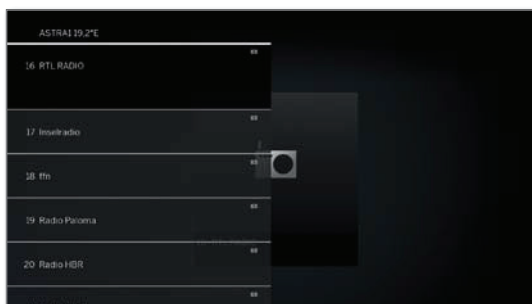 ASTRA1 19,2°E
16 RTL RADIO
17 Inselradio
18 ffn
19 Radio Paloma
20 Radio HBR